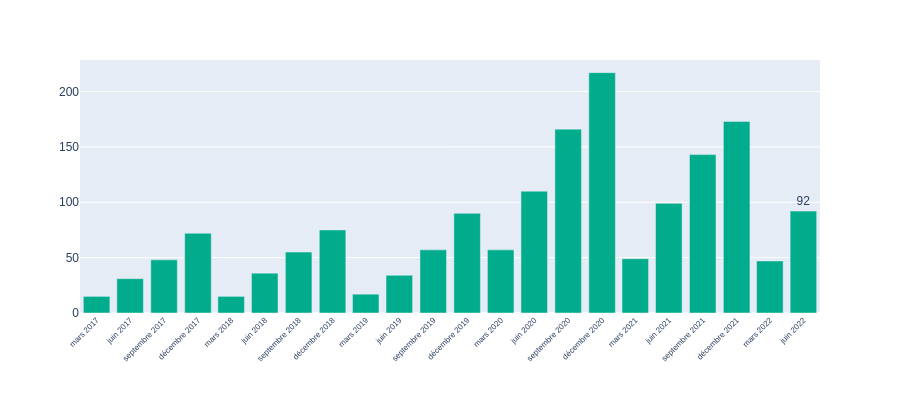 200
150
100
50
0
92
mars 2017
juin 2017
septembre 2017
décembre 2017
mars 2018
juin 2018
septembre 2018
décembre 2018
mars 2019
juin 2019
septembre 2019
décembre 2019
mars 2020
juin 2020
septembre 2020
décembre 2020
mars 2021
juin 2021
septembre 2021
décembre 2021
mars 2022
juin 2022